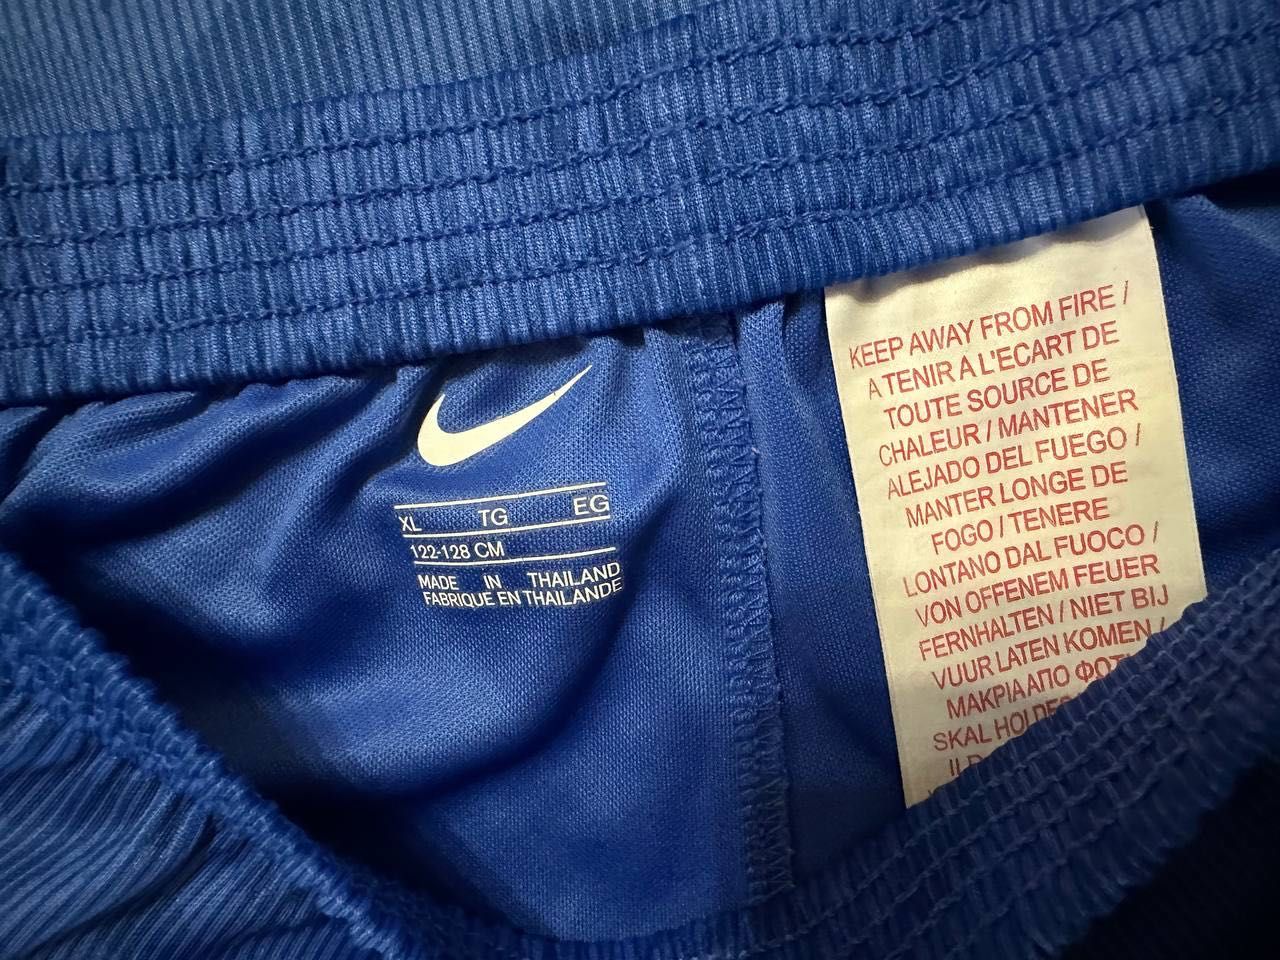 XL TG EG
122-128 CM
MADE IN THAILAND
FABRIQUE EN THAILANDE
KEEP AWAY FROM FIRE /
A TENIR A L'ECART DE
TOUTE SOURCE DE
CHALEUR / MANTENER
ALEJADO DEL FUEGO /
MANTER LONGE DE
FOGO / TENERE
LONTANO DAL FUOCO /
VON OFFENEM FEUER
FERNHALTEN / NIET BIJ
VUUR LATEN KOMEN /
ΜΑΚΡΙΑ ΑΠΟ
SKAL